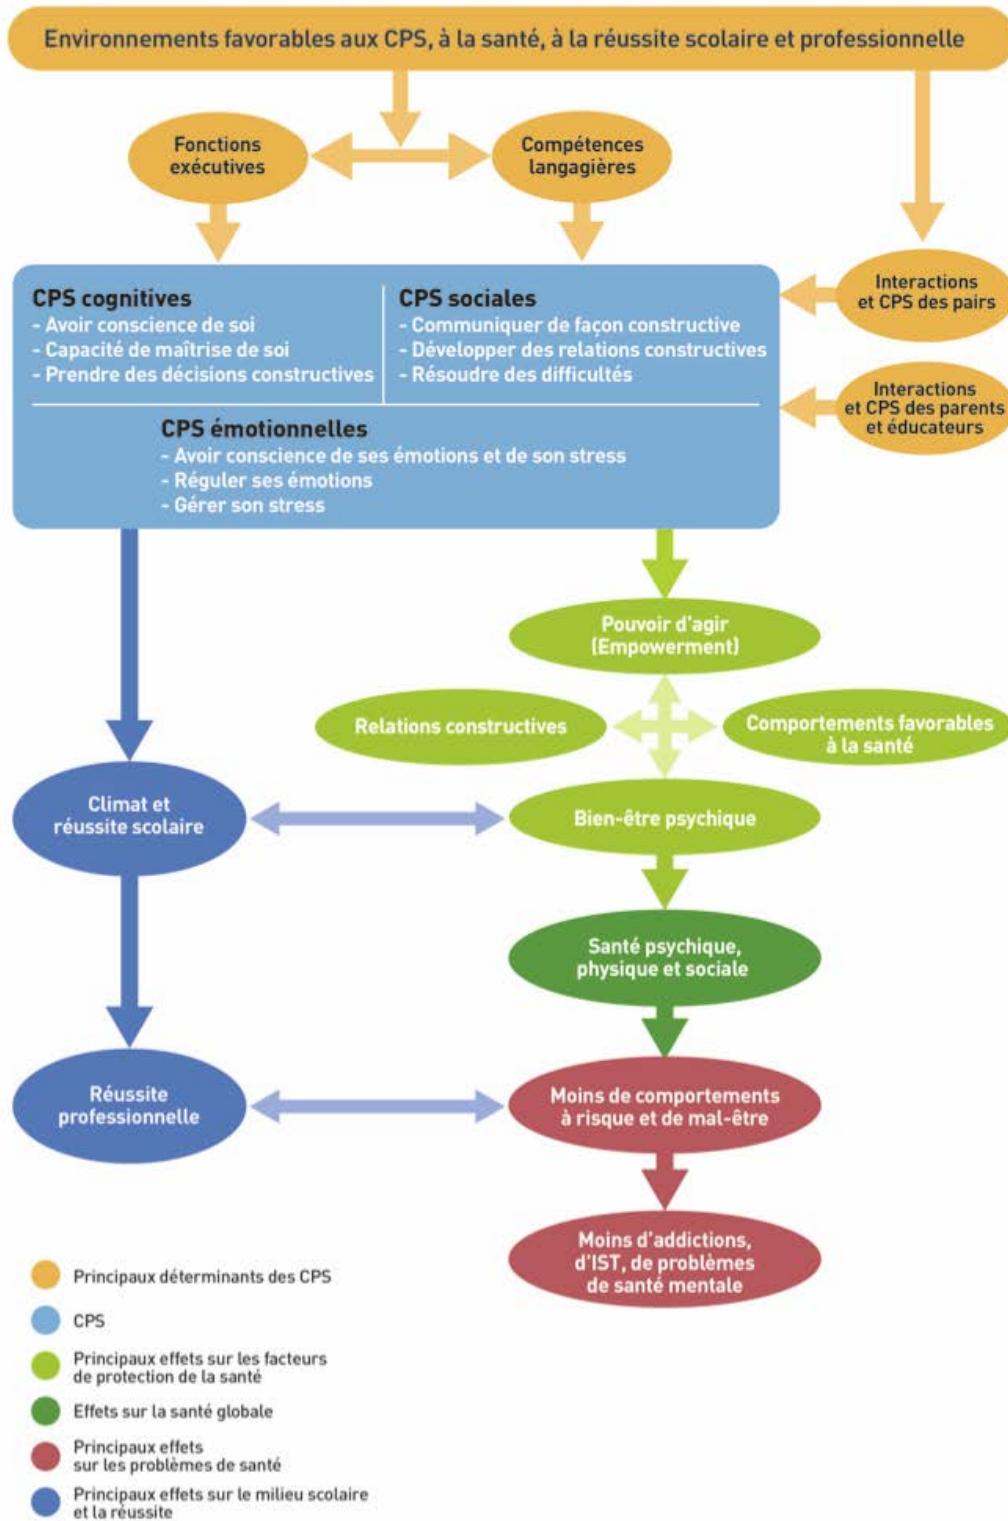 Environnements favorables aux CPS, à la santé, à la réussite scolaire et professionnelle
Fonctions
exécutives
Compétences
langagières
CPS cognitives
- Avoir conscience de soi
- Capacité de maîtrise de soi
- Prendre des décisions constructives
CPS sociales
- Communiquer de façon constructive
- Développer des relations constructives
- Résoudre des difficultés
Interactions
et CPS des pairs
Interactions
et CPS des parents
et éducateurs
CPS émotionnelles
- Avoir conscience de ses émotions et de son stress
- Réguler ses émotions
- Gérer son stress
Pouvoir d'agir
(Empowerment)
Relations constructives
Comportements favorables
à la santé
Climat et
réussite scolaire
Bien-être psychique
Santé psychique,
physique et sociale
Réussite
professionnelle
Moins de comportements
à risque et de mal-être
Moins d'addictions,
d'IST, de problèmes
de santé mentale
Principaux déterminants des CPS
CPS
Principaux effets sur les facteurs
de protection de la santé
Effets sur la santé globale
Principaux effets
sur les problèmes de santé
Principaux effets sur le milieu scolaire
et la réussite